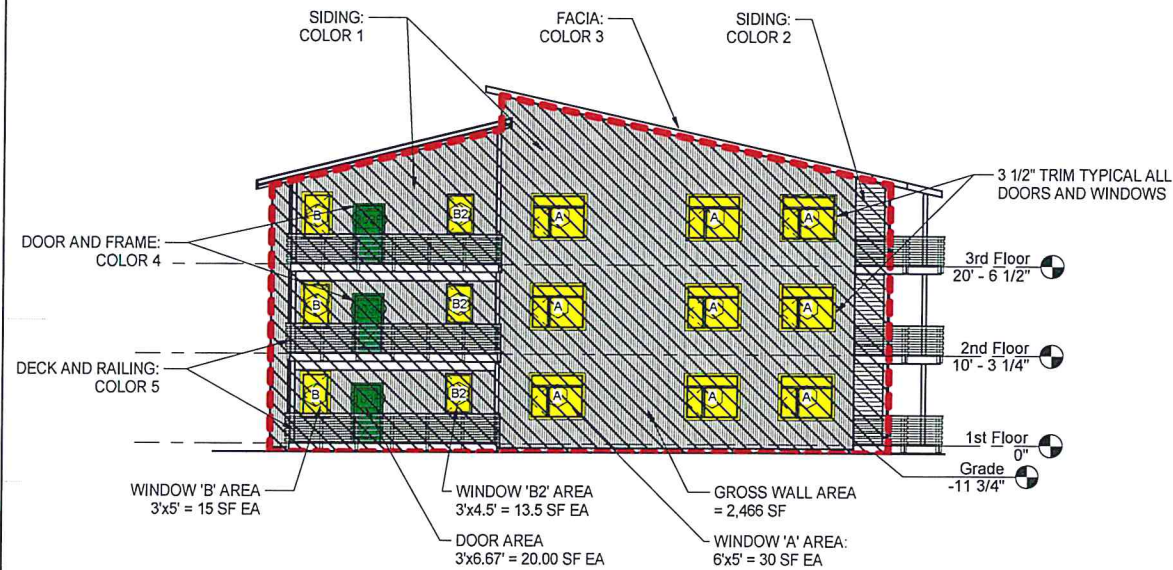 SIDING:
COLOR 1
FACIA:
COLOR 3
SIDING:
COLOR 2
3 1/2" TRIM TYPICAL ALL
DOORS AND WINDOWS
B
B2
A
A
A
DOOR AND FRAME:
COLOR 4
3rd Floor
20' - 6 1/2"
B
B2
A
A
A
2nd Floor
10' - 3 1/4"
DECK AND RAILING:
COLOR 5
B
B2
A
A
A
1st Floor
0"
Grade
-11 3/4"
WINDOW 'B' AREA
3'x5' = 15 SF EA
WINDOW 'B2' AREA
3'x4.5' = 13.5 SF EA
GROSS WALL AREA
= 2,466 SF
DOOR AREA
3'x6.67' = 20.00 SF EA
WINDOW 'A' AREA:
6'x5' = 30 SF EA